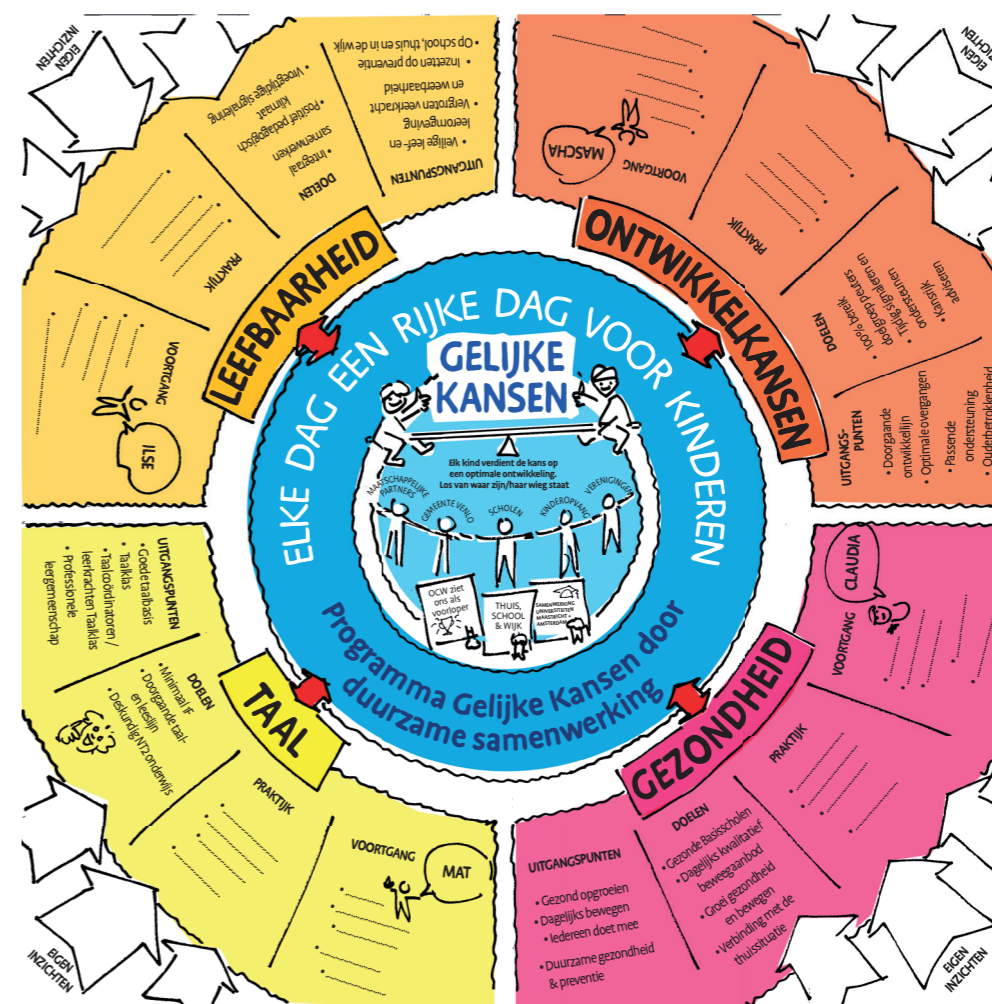 ELKE DAG EEN RIJKE DAG VOOR KINDEREN
GELIJKE
KANSEN
Elk kind verdient de kans op
een optimale ontwikkeling.
Los van waar zijn/haar wieg staat
MAATSCHAPPELIJKE
PARTNERS
GEMEENTE VENLO
SCHOLEN
KINDEROPVANG
VERENIGINGEN
OCW ziet
ons als
voorloper
THUIS,
SCHOOL
& WIJK
SAMENWERKING
UNIVERSITEITEN
MAASTRICHT +
AMSTERDAM
Programma Gelijke Kansen door
duurzame samenwerking
LEEFBAARHEID
UITGANGSPUNTEN
• Veilige leef- en
leeromgeving
• Vergroten veerkracht
en weerbaarheid
• Inzetten op preventie
• Op school, thuis en in de wijk
DOELEN
• Integraal
samenwerken
• Positief pedagogisch
klimaat
• Vroegtijdige signalering
PRAKTIJK
VOORTGANG
ILSE
EIGEN
INZICHTEN
ONTWIKKELKANSEN
UITGANGS-
PUNTEN
• Doorgaande
ontwikkellijn
• Optimale overgangen
• Passende
ondersteuning
• Ouderbetrokkenheid
DOELEN
• 100% bereik
doelgroep peuters
• Tijdig signaleren en
ondersteunen
• Kansrijk
adviseren
PRAKTIJK
VOORTGANG
MASCHA
EIGEN
INZICHTEN
TAAL
UITGANGSPUNTEN
• Goede taalbasis
• Taalklas
• Taalcoördinatoren /
leerkrachten Taalklas
• Professionele
leergemeenschap
DOELEN
• Minimaal 1F
• Doorgaande taal-
en leeslijn
• Deskundig NT2 onderwijs
PRAKTIJK
VOORTGANG
MAT
EIGEN
INZICHTEN
GEZONDHEID
UITGANGSPUNTEN
• Gezond opgroeien
• Dagelijks bewegen
• Iedereen doet mee
• Duurzame gezondheid
& preventie
DOELEN
• Gezonde Basisscholen
• Dagelijks kwalitatief
beweegaanbod
• Groei gezondheid
en bewegen
• Verbinding met de
thuissituatie
PRAKTIJK
VOORTGANG
CLAUDIA
EIGEN
INZICHTEN